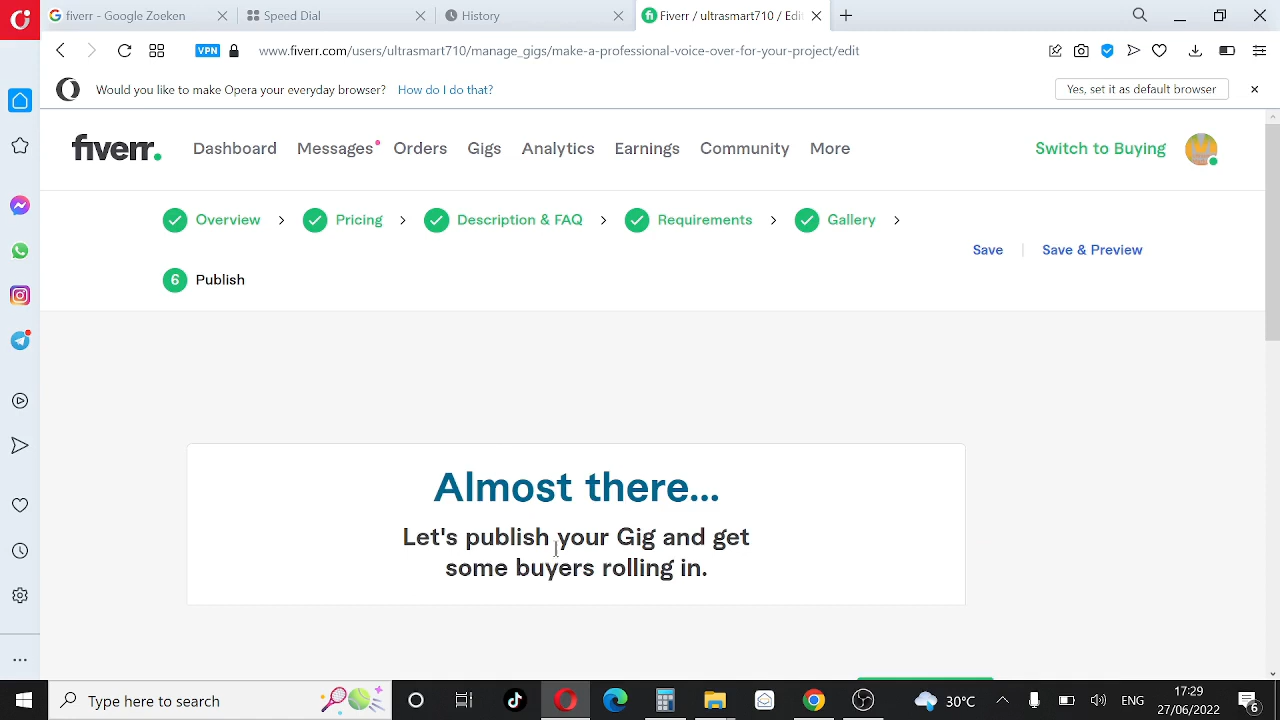 fiverr - Google Zoeken
Speed Dial
History
Fiverr / ultrasmart710 / Edi
VPN
www.fiverr.com/users/ultrasmart710/manage_gigs/make-a-professional-voice-over-for-your-project/edit
Would you like to make Opera your everyday browser? How do I do that?
Yes, set it as default browser
fiverr.
Dashboard Messages Orders Gigs Analytics Earnings Community More
Switch to Buying
Overview Pricing Description & FAQ Requirements Gallery
Save | Save & Preview
6 Publish
Almost there...
Let's publish your Gig and get
some buyers rolling in.
Type here to search
30°C
ENG
17:29
27/06/2022
6